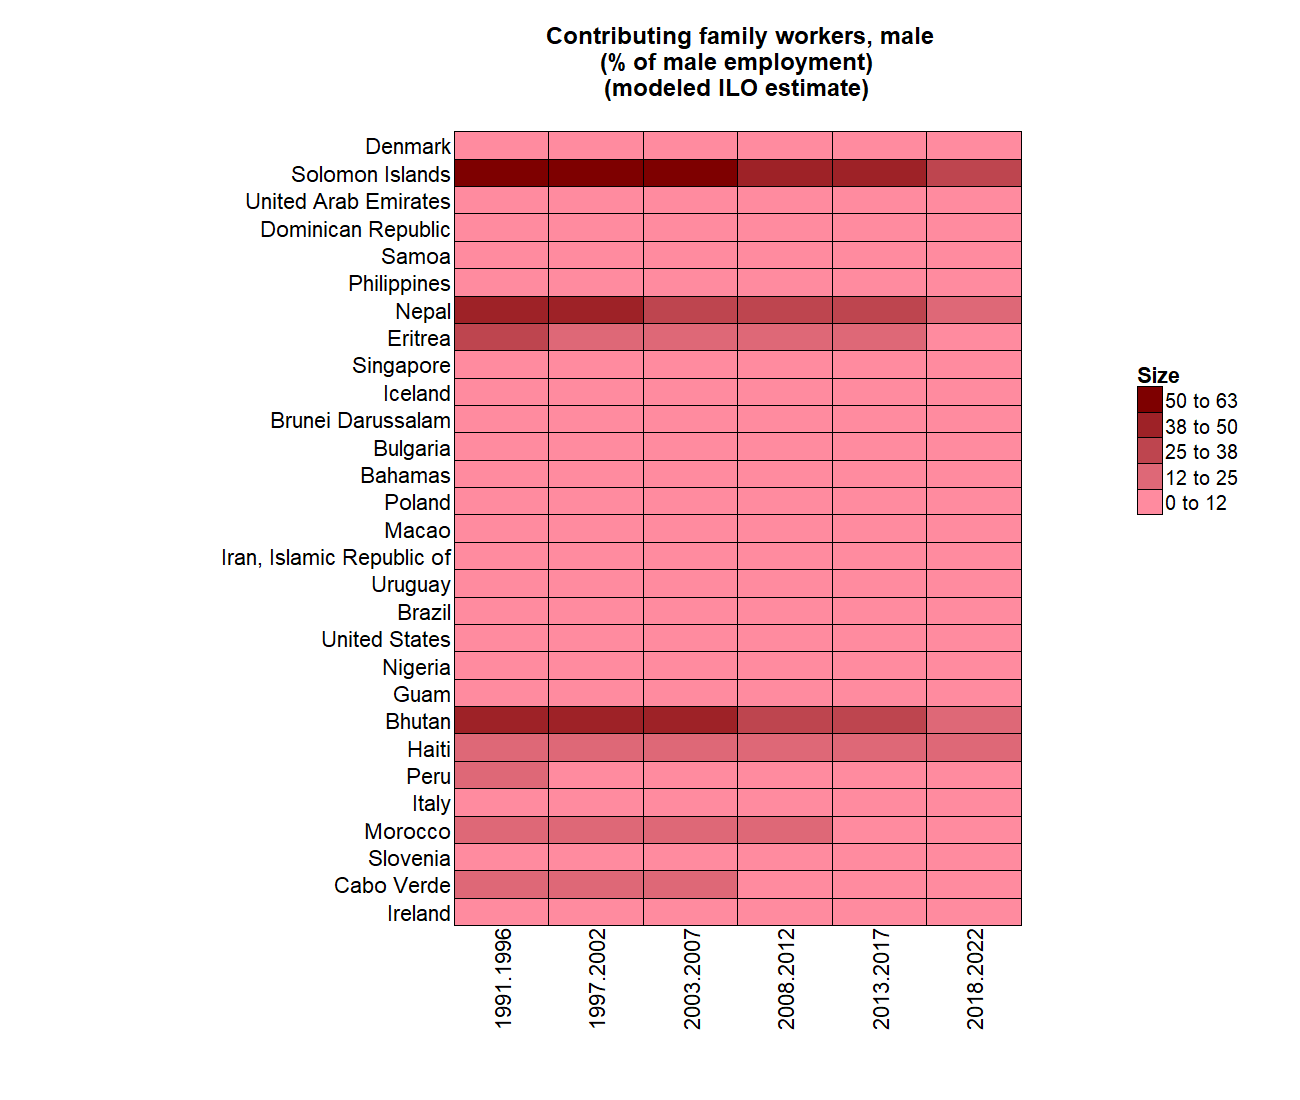 Contributing family workers, male
(% of male employment)
(modeled ILO estimate)
Denmark
Solomon Islands
United Arab Emirates
Dominican Republic
Samoa
Philippines
Nepal
Eritrea
Singapore
Iceland
Brunei Darussalam
Bulgaria
Bahamas
Poland
Macao
Iran, Islamic Republic of
Uruguay
Brazil
United States
Nigeria
Guam
Bhutan
Haiti
Peru
Italy
Morocco
Slovenia
Cabo Verde
Ireland
1991.1996
1997.2002
2003.2007
2008.2012
2013.2017
2018.2022
Size
50 to 63
38 to 50
25 to 38
12 to 25
0 to 12